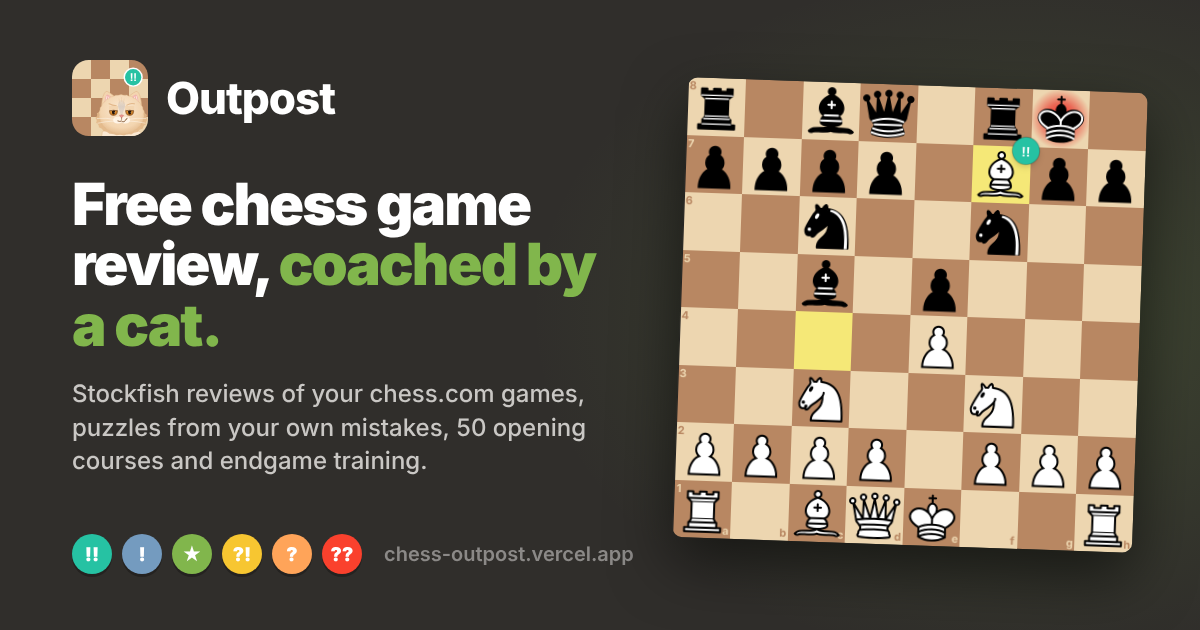 !!
Outpost
Free chess game
review, coached by
a cat.
Stockfish reviews of your chess.com games,
puzzles from your own mistakes, 50 opening
courses and endgame training.
!! ! ★ ?! ? ?? chess-outpost.vercel.app
8
!!
7
6
5
4
3
2
1
a b d e f g h